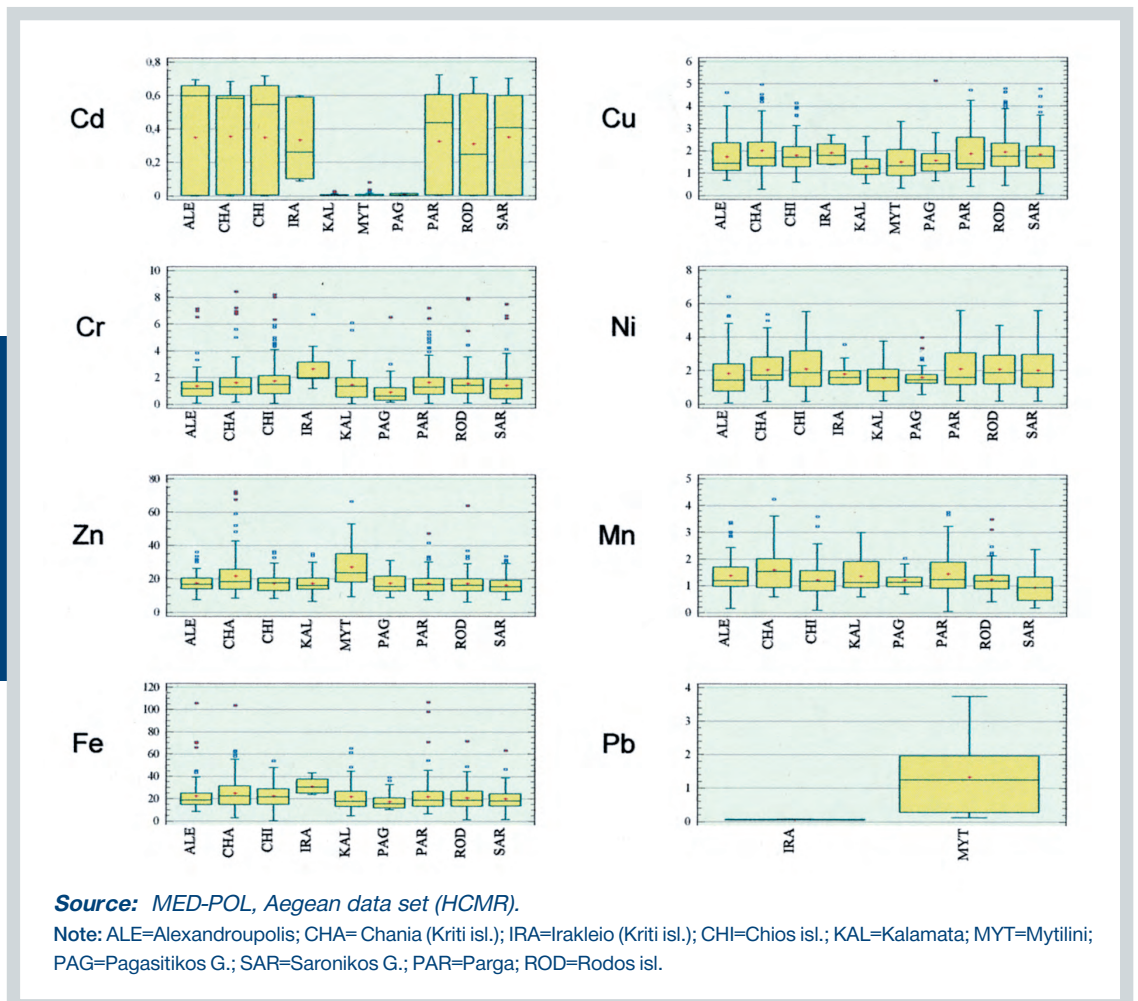 Cd
0,8
0,6
0,4
0,2
0
ALE CHA CHI IRA KAL MYT PAG PAR ROD SAR
Cu
6
5
4
3
2
1
0
ALE CHA CHI IRA KAL MYT PAG PAR ROD SAR
Cr
10
8
6
4
2
0
ALE CHA CHI IRA KAL PAG PAR ROD SAR
Ni
8
6
4
2
0
ALE CHA CHI IRA KAL PAG PAR ROD SAR
Zn
80
60
40
20
0
ALE CHA CHI KAL MYT PAG PAR ROD SAR
Mn
5
4
3
2
1
0
ALE CHA CHI KAL PAG PAR ROD SAR
Fe
120
100
80
60
40
20
0
ALE CHA CHI IRA KAL PAG PAR ROD SAR
Pb
4
3
2
1
0
IRA MYT
Source: MED-POL, Aegean data set (HCMR).
Note: ALE=Alexandroupolis; CHA= Chania (Kriti isl.); IRA=Irakleio (Kriti isl.); CHI=Chios isl.; KAL=Kalamata; MYT=Mytilini;
PAG=Pagasitikos G.; SAR=Saronikos G.; PAR=Parga; ROD=Rodos isl.